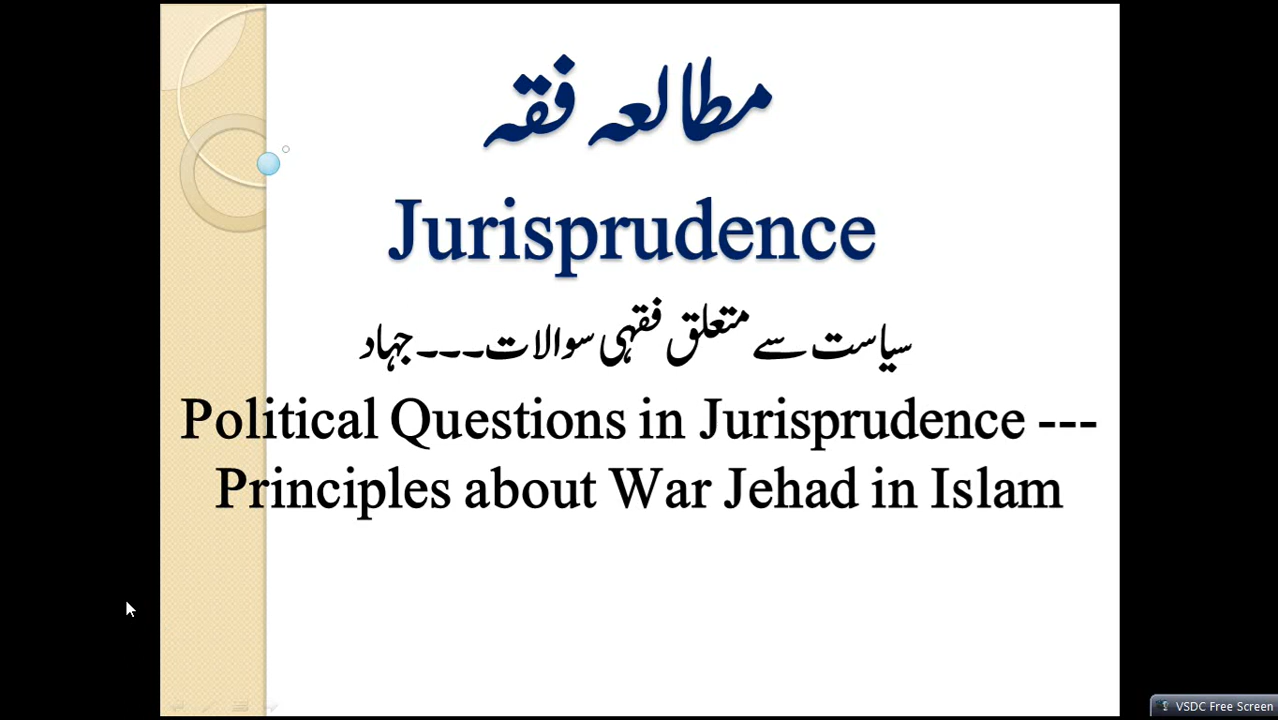 مطالعہ فقہ
Jurisprudence
سیاست سے متعلق فقہی سوالات۔۔۔ جہاد
Political Questions in Jurisprudence ---
Principles about War Jehad in Islam
VSDC Free Screen